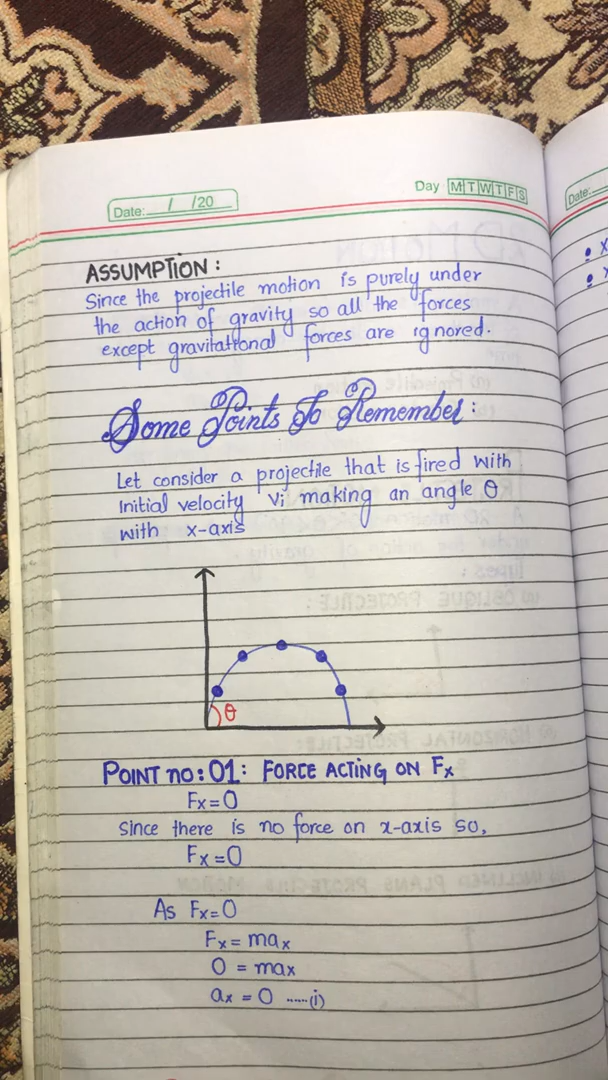 Date: / /20
Day M T W T F S
Date:
ASSUMPTION :
Since the projectile motion is purely under
the action of gravity so all the forces
except gravitational forces are ignored.
Some Points To Remember :
Let consider a projectile that is fired with
Initial velocity Vi making an angle θ
with x-axis
θ
POINT no: 01: FORCE ACTING ON Fx
Fx=0
Since there is no force on x-axis so,
Fx=0
As Fx=0
Fx= max
0 = max
ax = 0 ......(i)